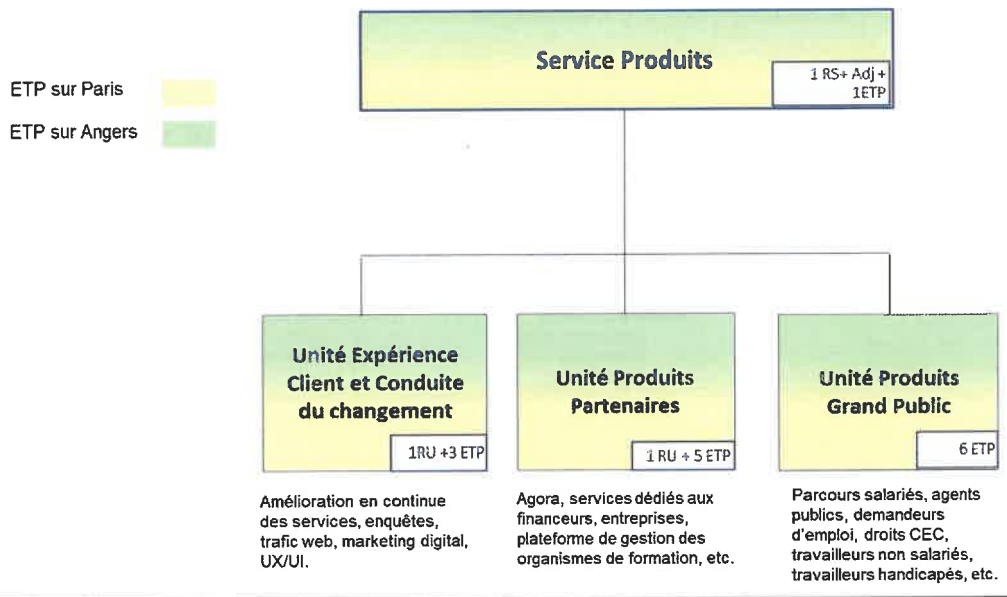 Service Produits
1 RS+ Adj +
1ETP
ETP sur Paris
ETP sur Angers
Unité Expérience
Client et Conduite
du changement
1RU +3 ETP
Amélioration en continue
des services, enquêtes,
trafic web, marketing digital,
UX/UI.
Unité Produits
Partenaires
1 RU + 5 ETP
Agora, services dédiés aux
financeurs, entreprises,
plateforme de gestion des
organismes de formation, etc.
Unité Produits
Grand Public
6 ETP
Parcours salariés, agents
publics, demandeurs
d'emploi, droits CEC,
travailleurs non salariés,
travailleurs handicapés, etc.